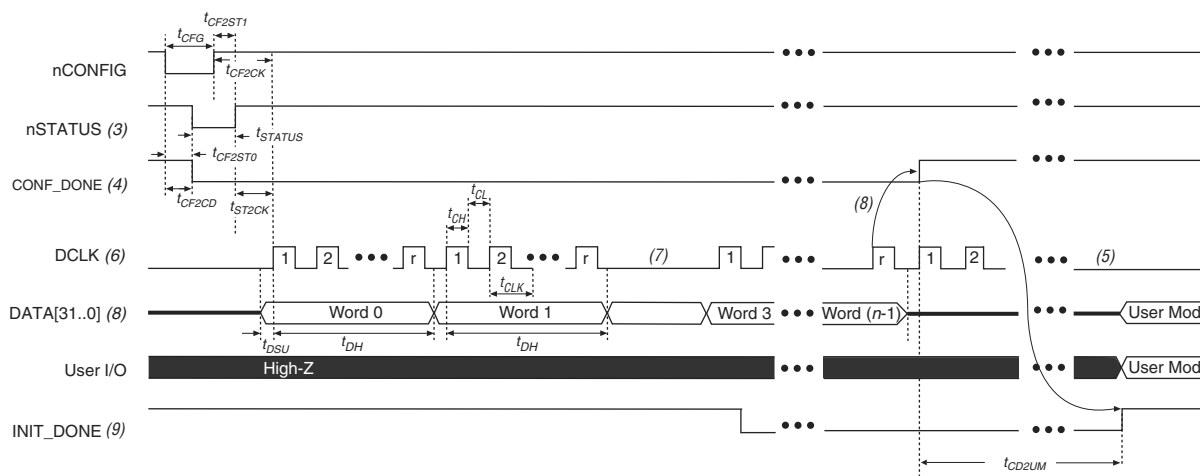 tCF2ST1
tCFG
nCONFIG
tCF2CK
nSTATUS (3)
tSTATUS
tCF2ST0
CONF_DONE (4)
tCF2CD
tST2CK
tCL
tCH
(8)
DCLK (6)
1 2 r 1 2 r (7) 1 r 1 2 (5)
tCLK
DATA[31..0] (8)
Word 0 Word 1 Word 3 Word (n-1) User Mod
tDSU tDH tDH
User I/O High-Z User Mod
INIT_DONE (9)
tCD2UM